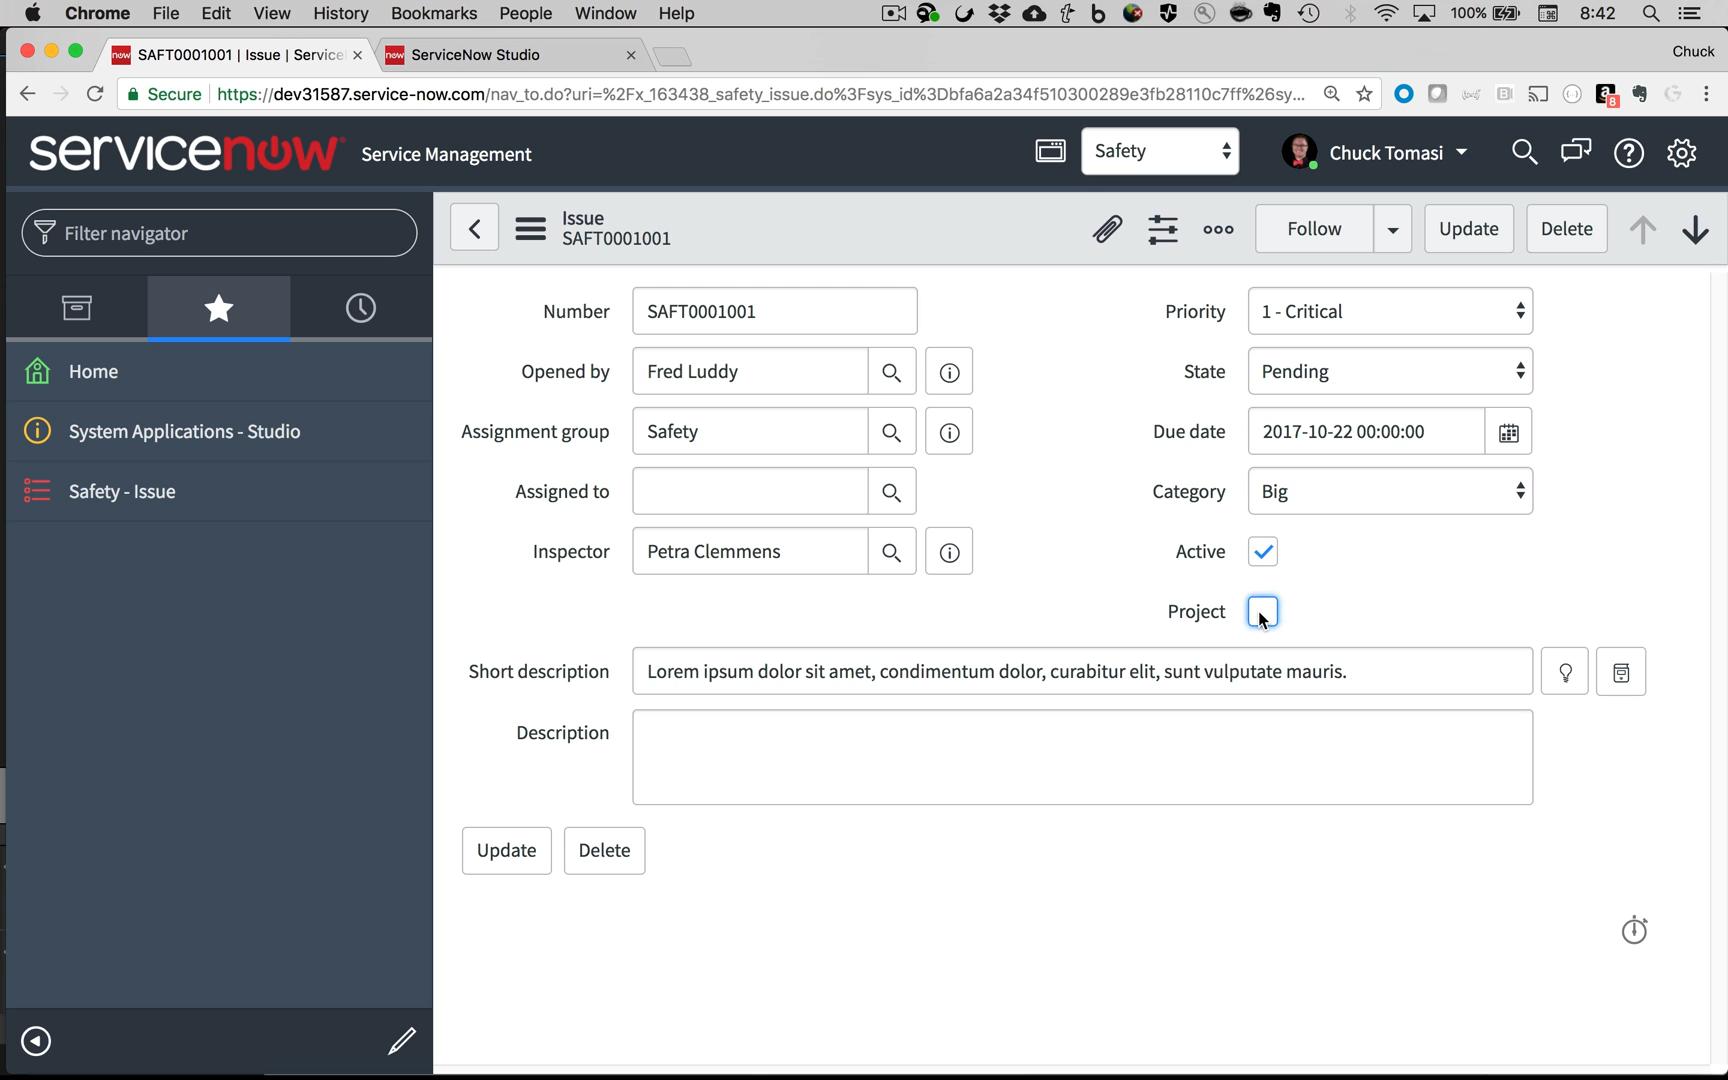 Chrome File Edit View History Bookmarks People Window Help 100% 8:42
now SAFT0001001 | Issue | Service now ServiceNow Studio Chuck
Secure https://dev31587.service-now.com/nav_to.do?uri=%2Fx_163438_safety_issue.do%3Fsys_id%3Dbfa6a2a34f510300289e3fb28110c7ff%26sy... 8
servicenow Service Management Safety Chuck Tomasi
Filter navigator
Issue
SAFT0001001
Follow Update Delete
Home
System Applications - Studio
Safety - Issue
Number SAFT0001001 Priority 1 - Critical
Opened by Fred Luddy State Pending
Assignment group Safety Due date 2017-10-22 00:00:00
Assigned to Category Big
Inspector Petra Clemmens Active
Project
Short description Lorem ipsum dolor sit amet, condimentum dolor, curabitur elit, sunt vulputate mauris.
Description
Update Delete